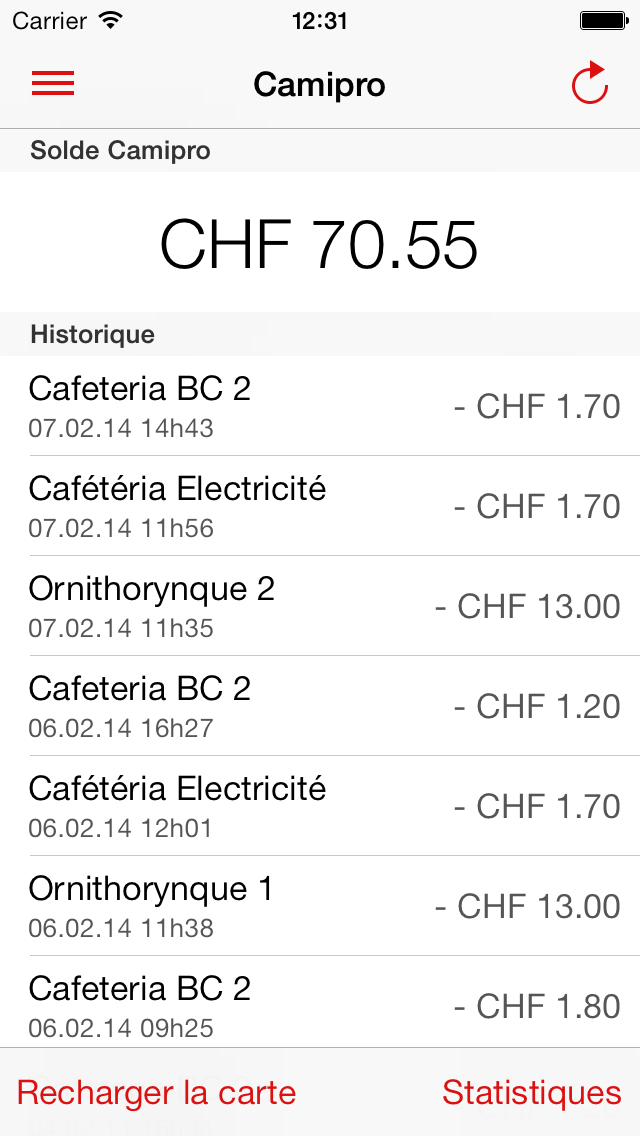 Carrier 12:31
Camipro
Solde Camipro
CHF 70.55
Historique
Cafeteria BC 2
07.02.14 14h43
- CHF 1.70
Cafétéria Electricité
07.02.14 11h56
- CHF 1.70
Ornithorynque 2
07.02.14 11h35
- CHF 13.00
Cafeteria BC 2
06.02.14 16h27
- CHF 1.20
Cafétéria Electricité
06.02.14 12h01
- CHF 1.70
Ornithorynque 1
06.02.14 11h38
- CHF 13.00
Cafeteria BC 2
06.02.14 09h25
- CHF 1.80
Recharger la carte Statistiques